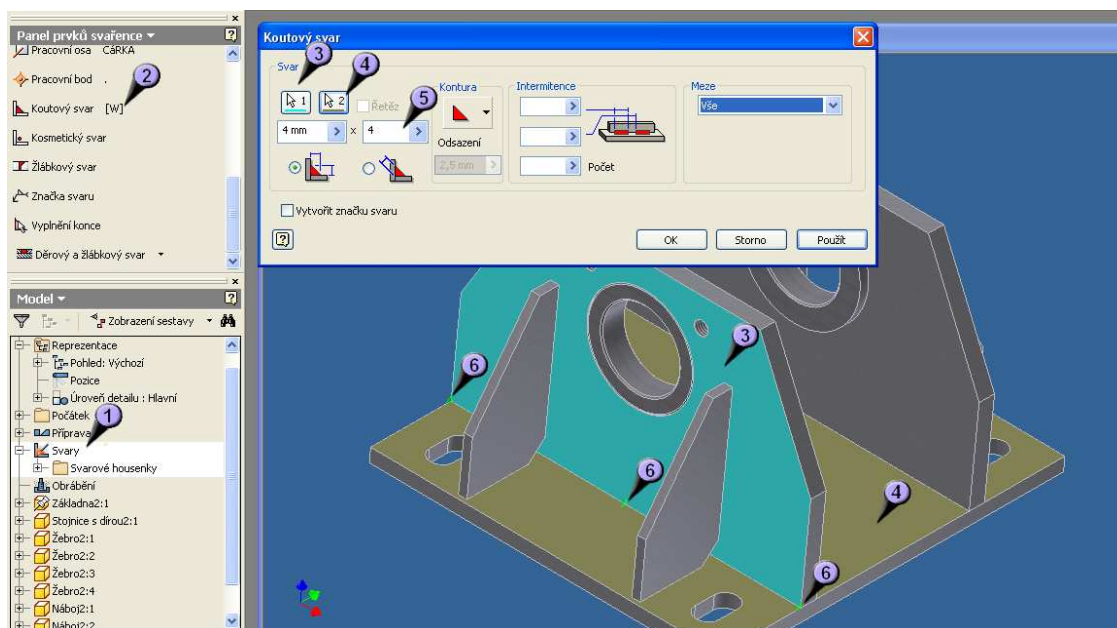 Panel prvků svařence
Pracovní osa ČÁRKA
Pracovní bod .
Koutový svar [W]
Kosmetický svar
Žlábkový svar
Značka svaru
Vyplnění konce
Děrový a žlábkový svar
Model
Zobrazení sestavy
Reprezentace
Pohled: Výchozí
Pozice
Úroveň detailu : Hlavní
Počátek
Příprava
Svary
Svarové housenky
Obrábění
Základna2:1
Stojnice s dírou2:1
Žebro2:1
Žebro2:2
Žebro2:3
Žebro2:4
Náboj2:1
Náboj2:2
1
2
Koutový svar
Svar
3
4
1
2
Řetěz
5
4 mm x 4
Kontura
Odsazení
2,5 mm
Intermitence
Počet
Meze
Vše
Vytvořit značku svaru
OK Storno Použít
3
6
6
4
6